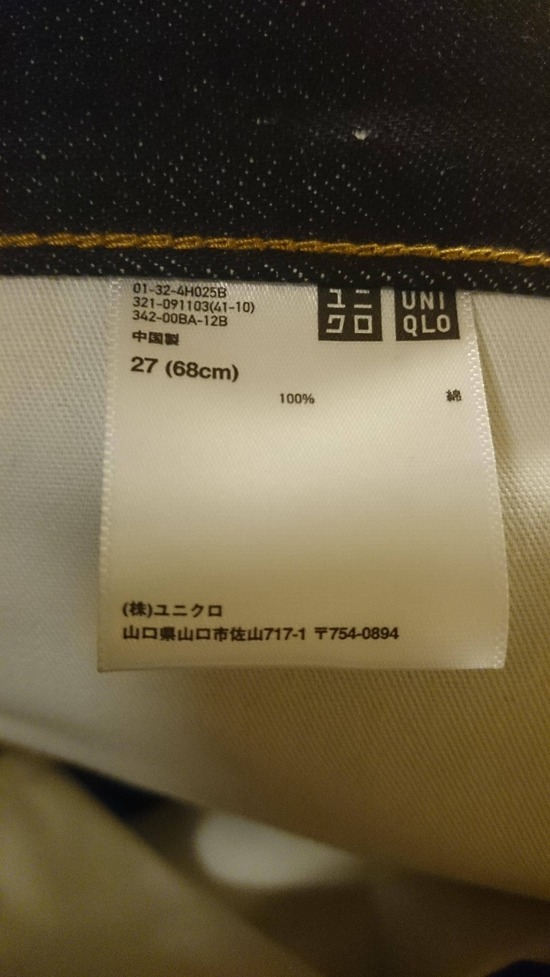 01-32-4H025B
321-091103(41-10)
342-00BA-12B
中国製
ユニ
クロ
UNI
QLO
27 (68cm)
100% 綿
(株)ユニクロ
山口県山口市佐山717-1 〒754-0894